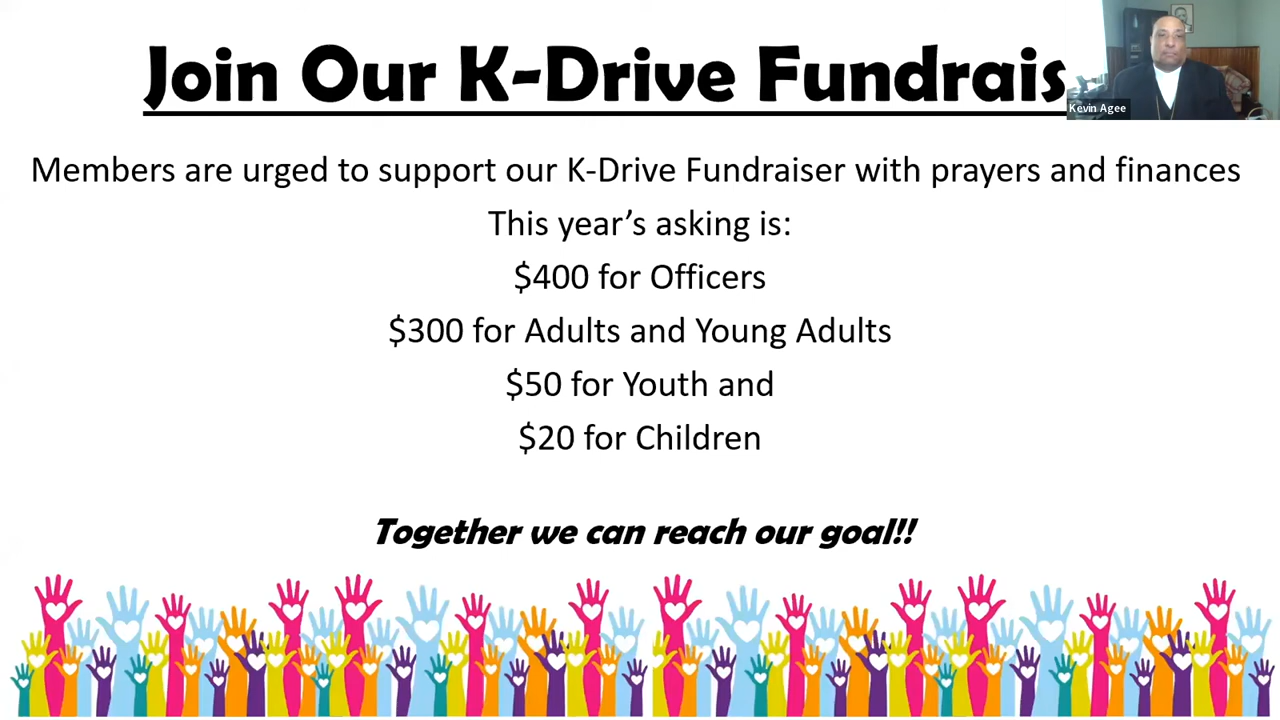 Join Our K-Drive Fundrais
Kevin Agee
Members are urged to support our K-Drive Fundraiser with prayers and finances
This year’s asking is:
$400 for Officers
$300 for Adults and Young Adults
$50 for Youth and
$20 for Children
Together we can reach our goal!!